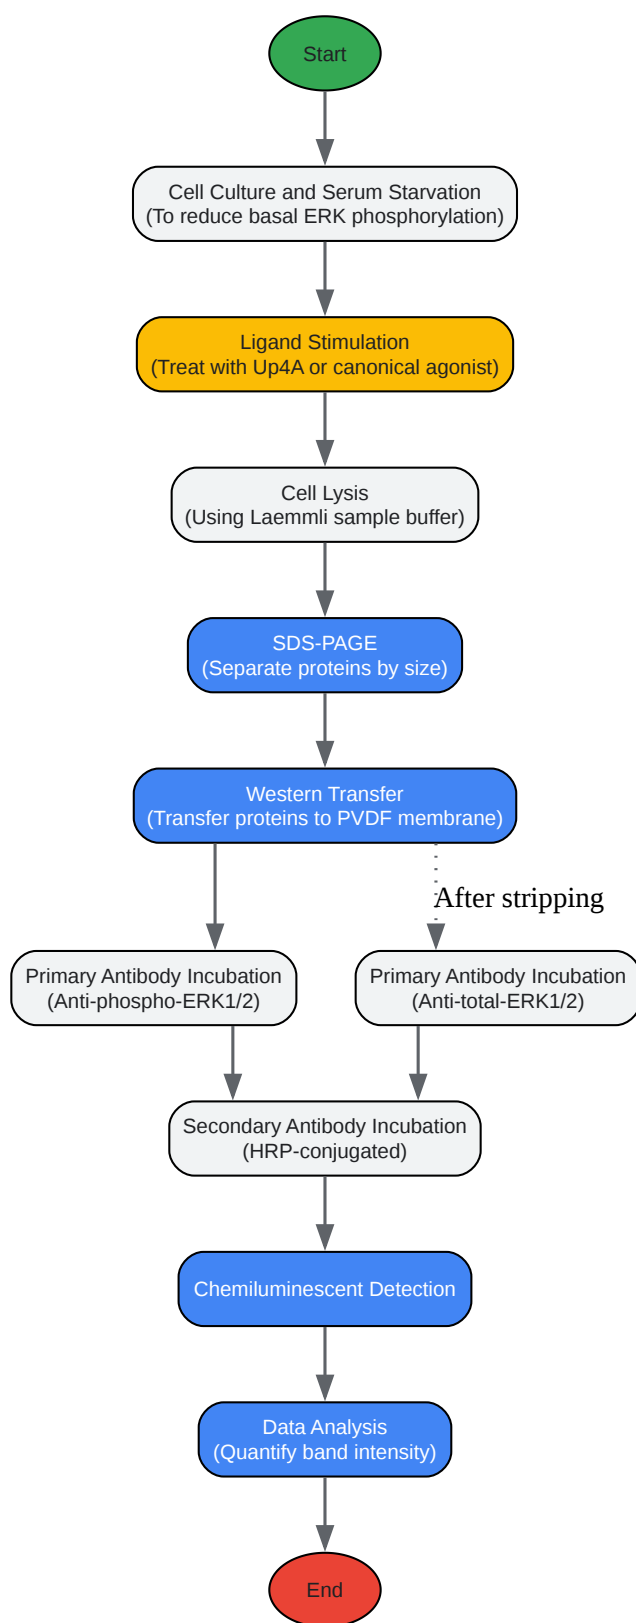 Start
Cell Culture and Serum Starvation
(To reduce basal ERK phosphorylation)
Ligand Stimulation
(Treat with Up4A or canonical agonist)
Cell Lysis
(Using Laemmli sample buffer)
SDS-PAGE
(Separate proteins by size)
Western Transfer
(Transfer proteins to PVDF membrane)
After stripping
Primary Antibody Incubation
(Anti-phospho-ERK1/2)
Primary Antibody Incubation
(Anti-total-ERK1/2)
Secondary Antibody Incubation
(HRP-conjugated)
Chemiluminescent Detection
Data Analysis
(Quantify band intensity)
End